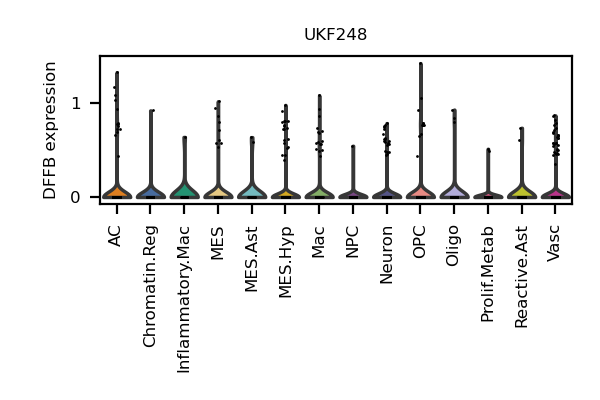 UKF248
DFFB expression
1
0
AC
Chromatin.Reg
Inflammatory.Mac
MES
MES.Ast
MES.Hyp
Mac
NPC
Neuron
OPC
Oligo
Prolif.Metab
Reactive.Ast
Vasc